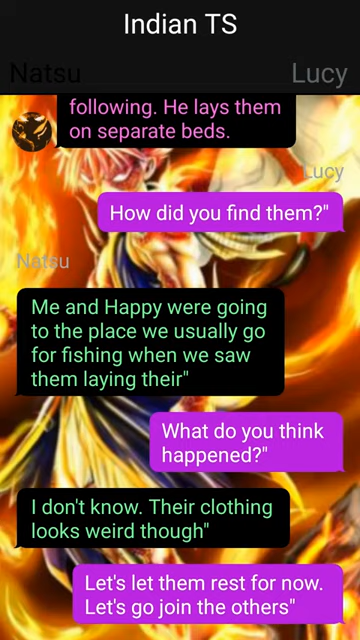 Indian TS
Natsu
Lucy
following. He lays them
on separate beds.
Lucy
How did you find them?"
Natsu
Me and Happy were going
to the place we usually go
for fishing when we saw
them laying their"
What do you think
happened?"
I don't know. Their clothing
looks weird though"
Let's let them rest for now.
Let's go join the others"